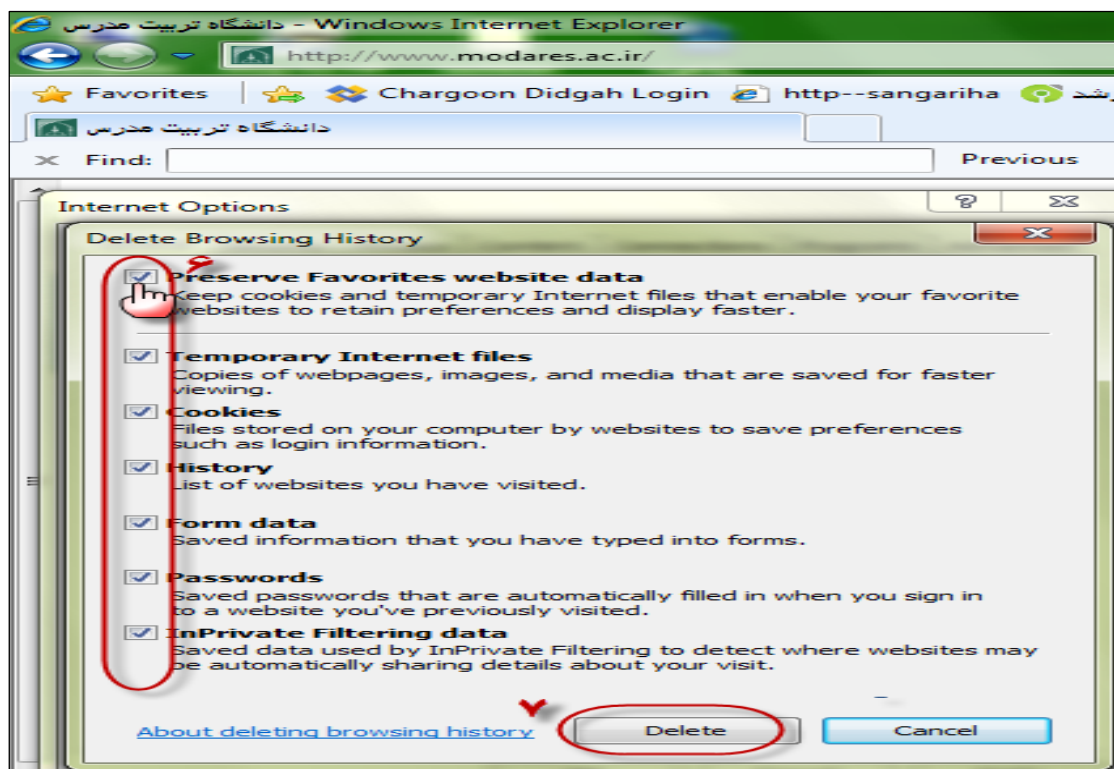 دانشگاه تربیت مدرس - Windows Internet Explorer
http://www.modares.ac.ir/
Favorites Chargoon Didgah Login http--sangariha رشد
دانشگاه تربیت مدرس
Find: Previous
Internet Options
Delete Browsing History
۶
Preserve Favorites website data
Keep cookies and temporary Internet files that enable your favorite
websites to retain preferences and display faster.
Temporary Internet files
Copies of webpages, images, and media that are saved for faster
viewing.
Cookies
Files stored on your computer by websites to save preferences
such as login information.
History
List of websites you have visited.
Form data
Saved information that you have typed into forms.
Passwords
Saved passwords that are automatically filled in when you sign in
to a website you've previously visited.
InPrivate Filtering data
Saved data used by InPrivate Filtering to detect where websites may
be automatically sharing details about your visit.
۷
About deleting browsing history Delete Cancel